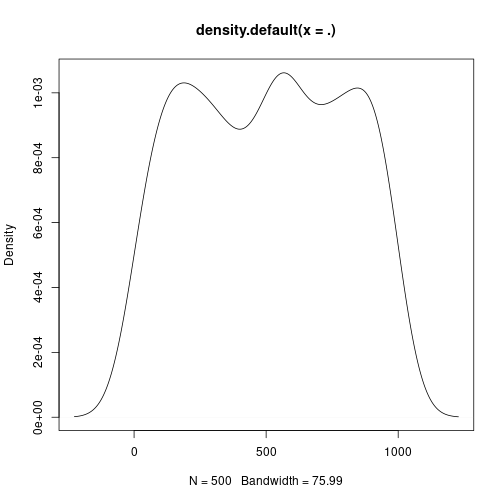 density.default(x = .)
Density
0e+00
2e-04
4e-04
6e-04
8e-04
1e-03
0
500
1000
N = 500 Bandwidth = 75.99